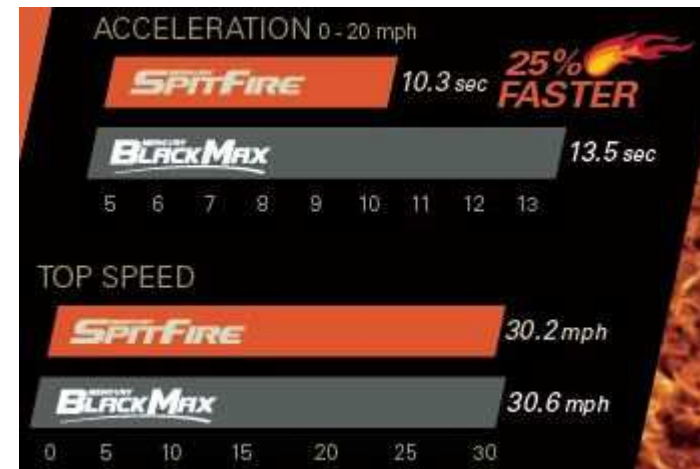 ACCELERATION 0 - 20 mph
SPITFIRE 10.3 sec 25%
FASTER
MERCURY
BLACKMAX 13.5 sec
5 6 7 8 9 10 11 12 13
TOP SPEED
SPITFIRE 30.2 mph
MERCURY
BLACKMAX 30.6 mph
0 5 10 15 20 25 30